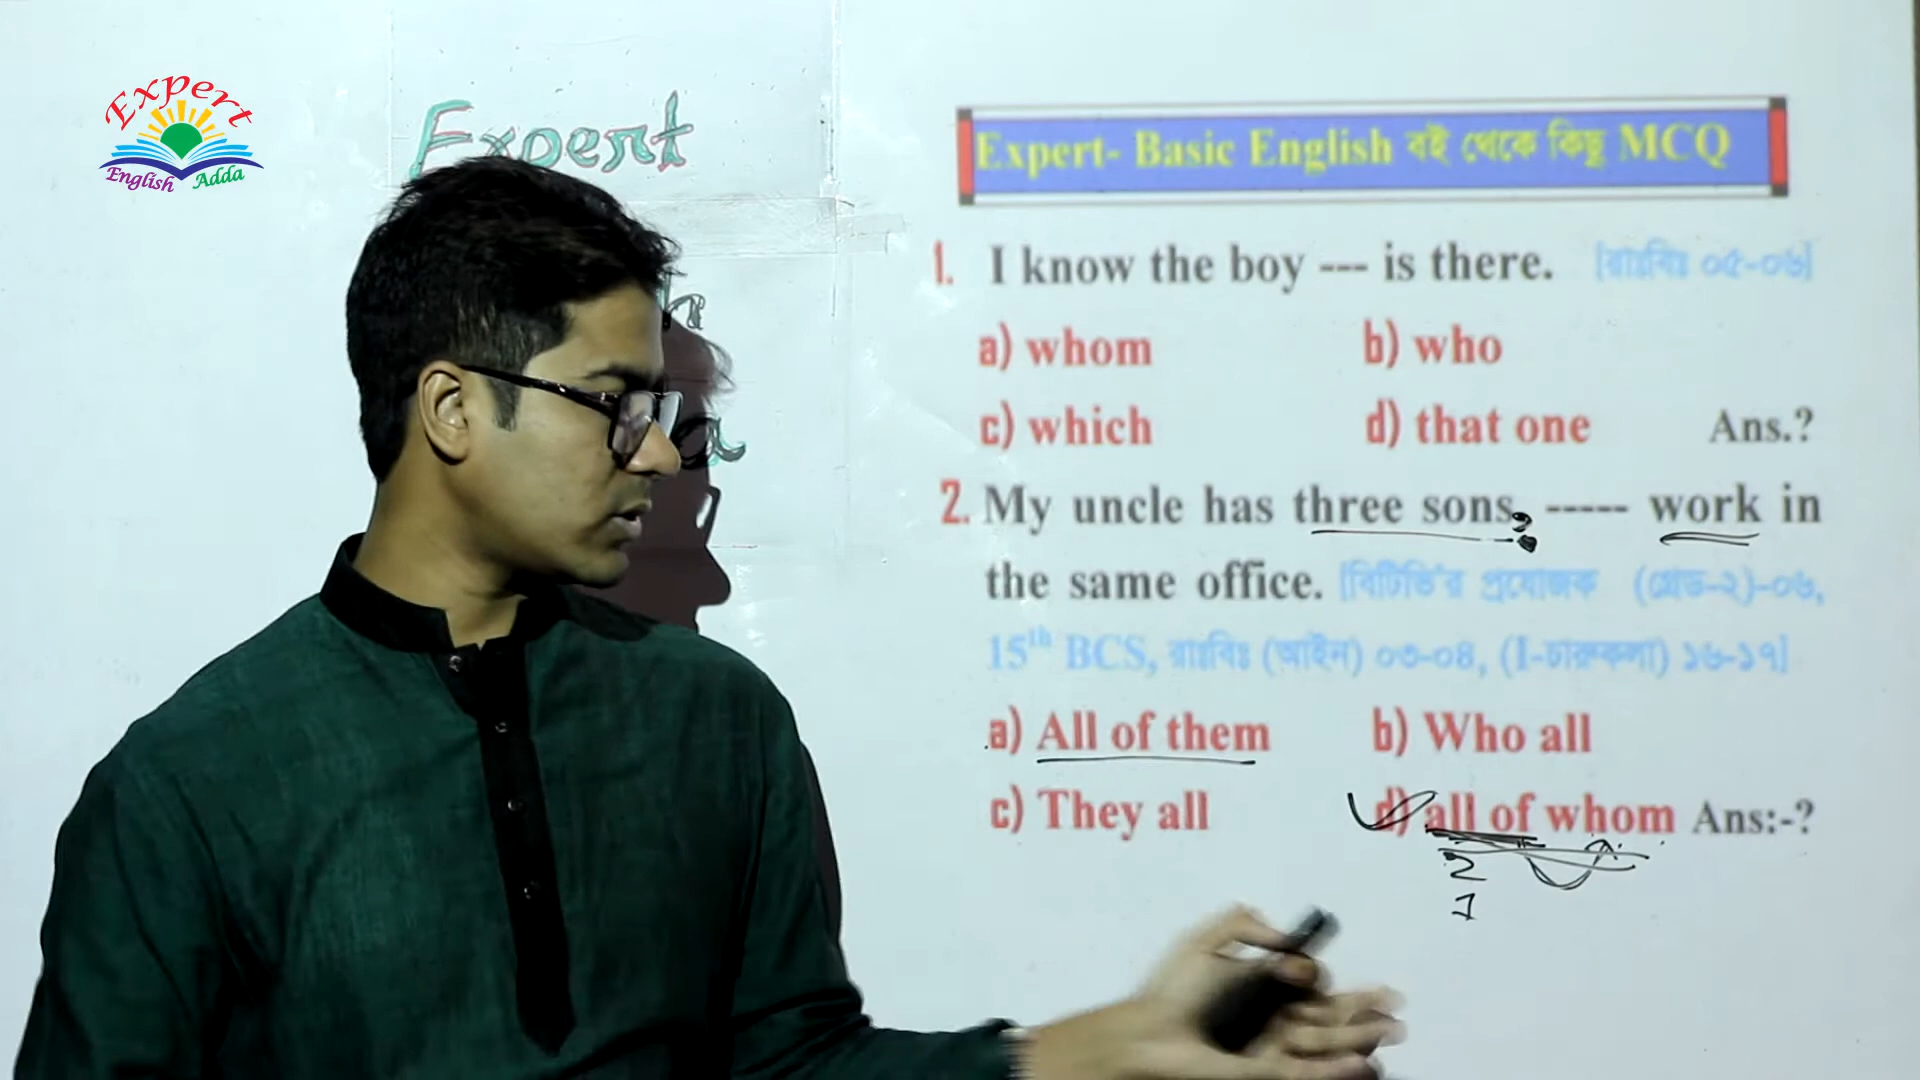 Expert
English Adda
Expert
Expert- Basic English বই থেকে কিছু MCQ
1. I know the boy --- is there. [রাঃবিঃ ০৫-০৬]
a) whom b) who
c) which d) that one Ans.?
2. My uncle has three sons, ----- work in
the same office. [বিটিভি'র প্রযোজক (গ্রেড-২)-০৬,
15th BCS, রাঃবিঃ (আইন) ০৩-০৪, (I-চারুকলা) ১৬-১৭]
a) All of them b) Who all
c) They all d) all of whom Ans:-?
2